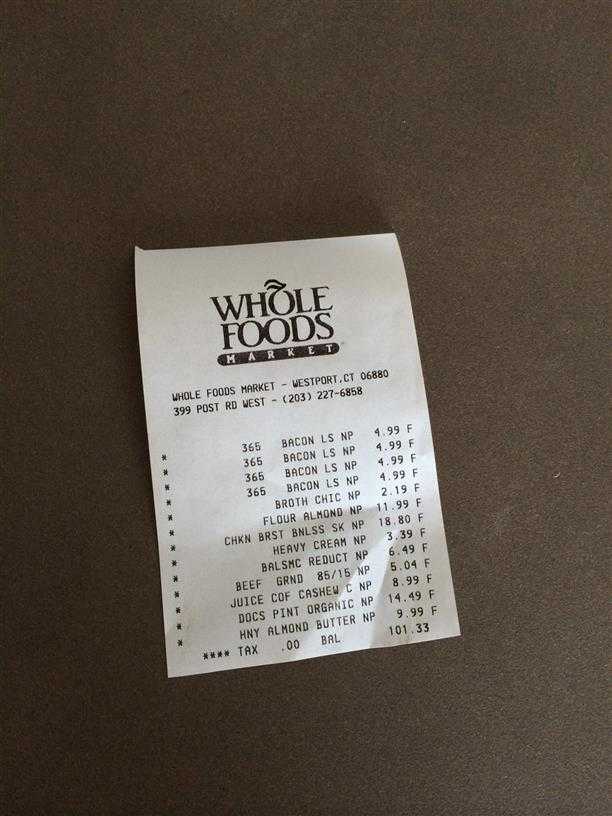 WHOLE
FOODS
MARKET
WHOLE FOODS MARKET - WESTPORT,CT 06880
399 POST RD WEST - (203) 227-6858
* 365 BACON LS NP 4.99 F
* 365 BACON LS NP 4.99 F
* 365 BACON LS NP 4.99 F
* 365 BACON LS NP 4.99 F
* BROTH CHIC NP 2.19 F
* FLOUR ALMOND NP 11.99 F
* CHKN BRST BNLSS SK NP 18.80 F
* HEAVY CREAM NP 3.39 F
* BALSMC REDUCT NP 6.49 F
* BEEF GRND 85/15 NP 5.04 F
* JUICE COF CASHEW C NP 8.99 F
* DOCS PINT ORGANIC NP 14.49 F
* HNY ALMOND BUTTER NP 9.99 F
**** TAX .00 BAL 101.33